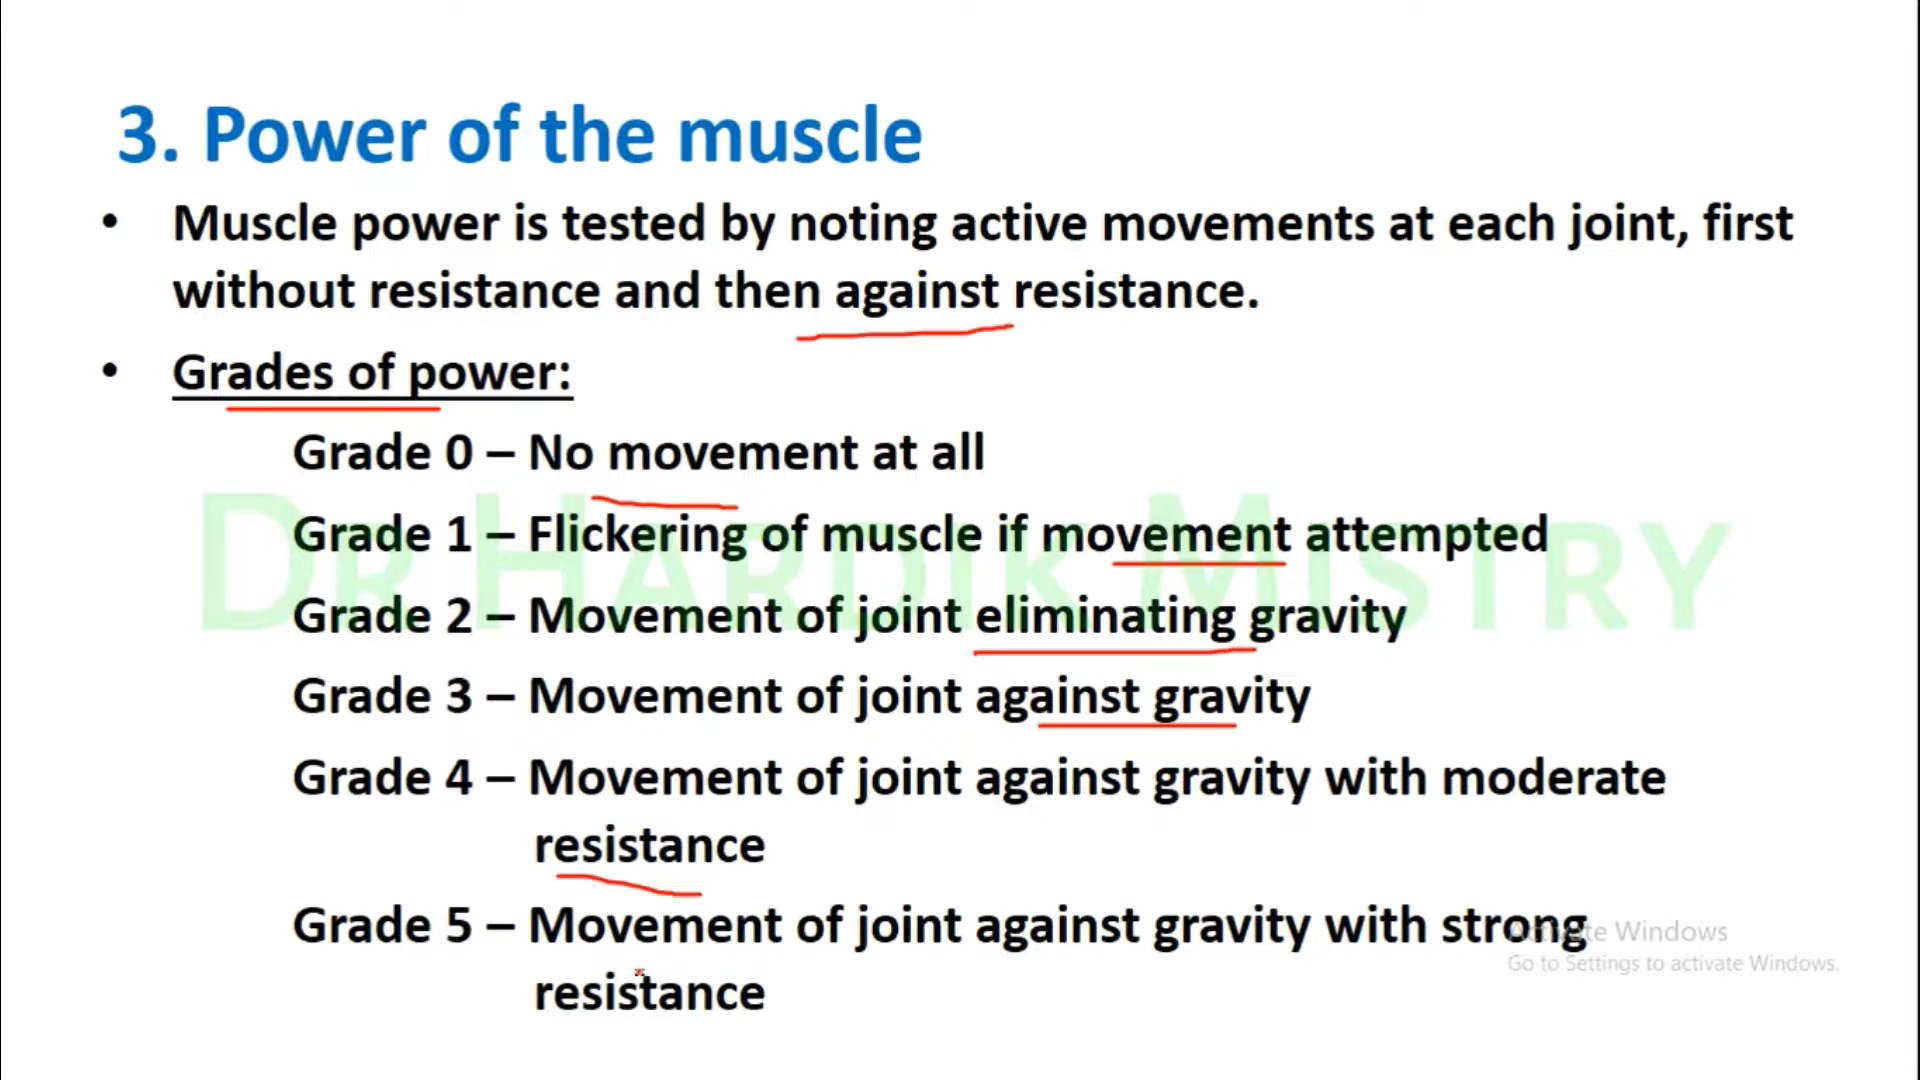 3. Power of the muscle
• Muscle power is tested by noting active movements at each joint, first
without resistance and then against resistance.
• Grades of power:
Grade 0 – No movement at all
Grade 1 – Flickering of muscle if movement attempted
DR HARDIK MISTRY
Grade 2 – Movement of joint eliminating gravity
Grade 3 – Movement of joint against gravity
Grade 4 – Movement of joint against gravity with moderate
resistance
Grade 5 – Movement of joint against gravity with strong
Activate Windows
Go to Settings to activate Windows.
resistance